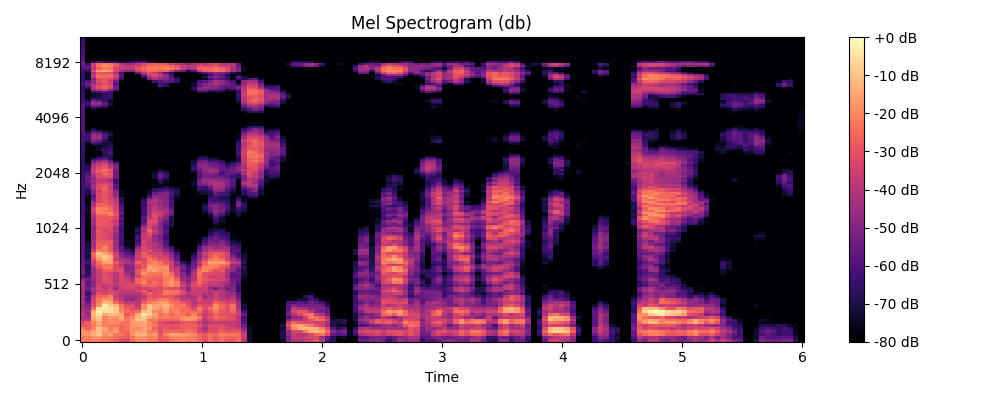 Mel Spectrogram (db)
Hz
8192
4096
2048
1024
512
0
0 1 2 3 4 5 6
Time
+0 dB
-10 dB
-20 dB
-30 dB
-40 dB
-50 dB
-60 dB
-70 dB
-80 dB